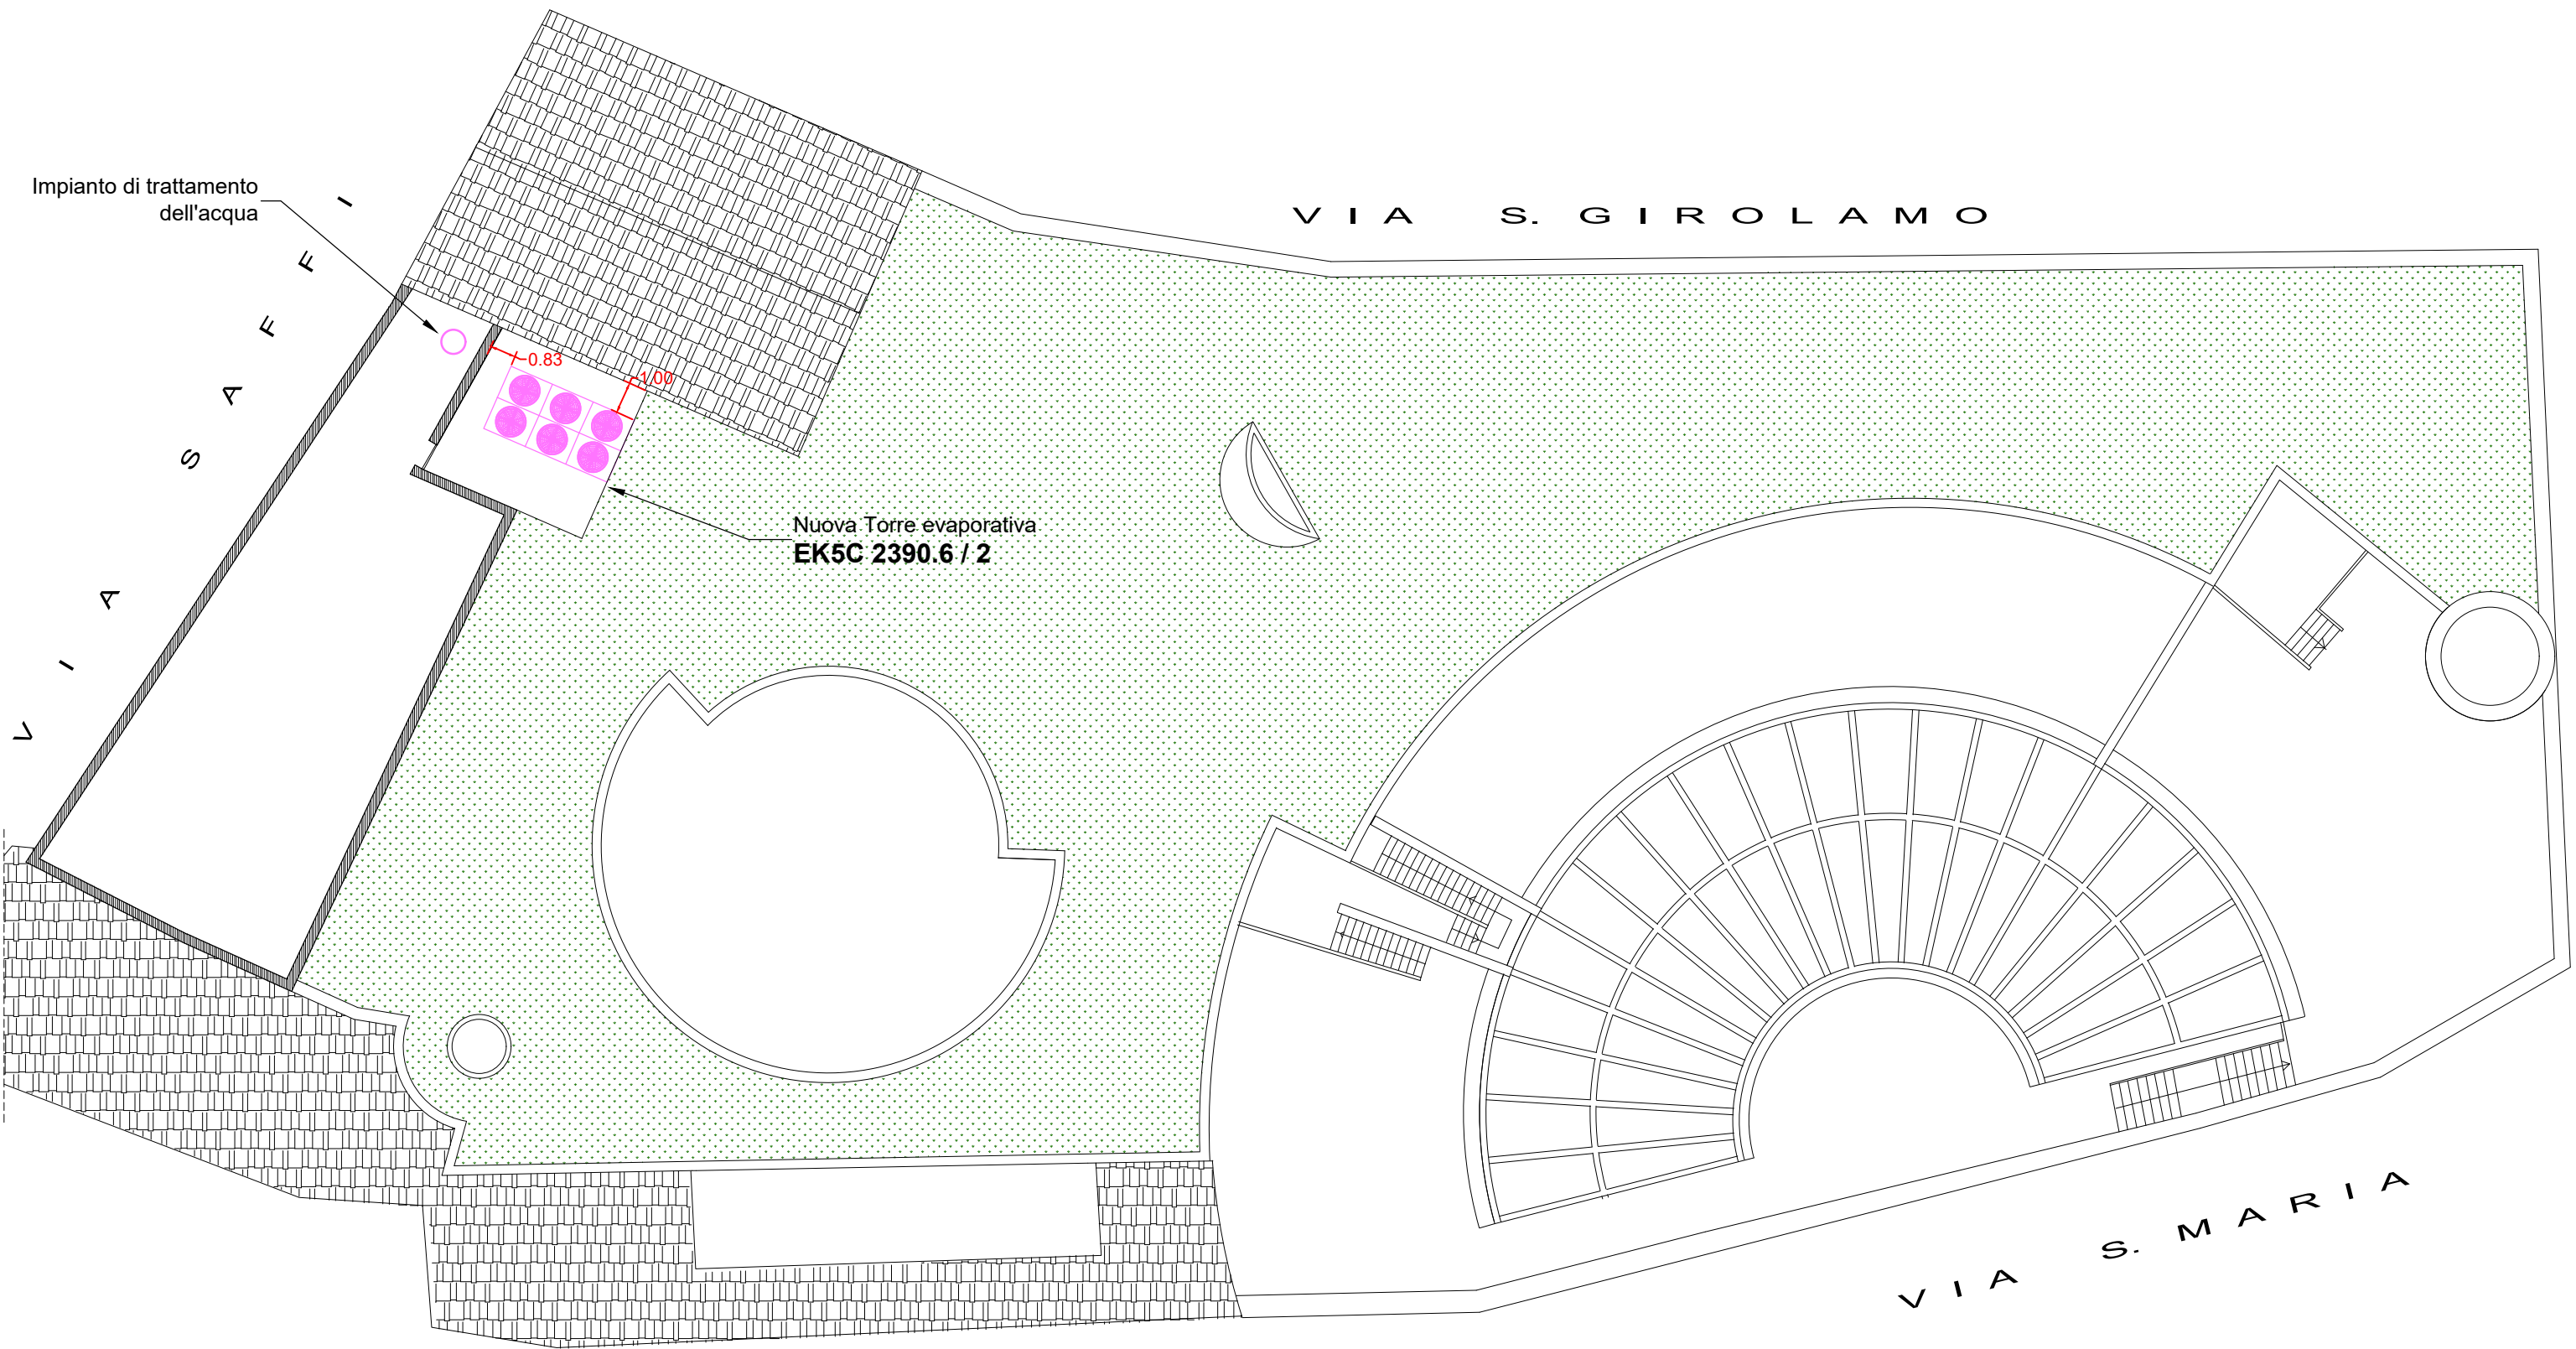 Impianto di trattamento
dell'acqua
VIA SAFFI
VIA S. GIROLAMO
0.83
1.00
Nuova Torre evaporativa
EK5C 2390.6 / 2
VIA S. MARIA